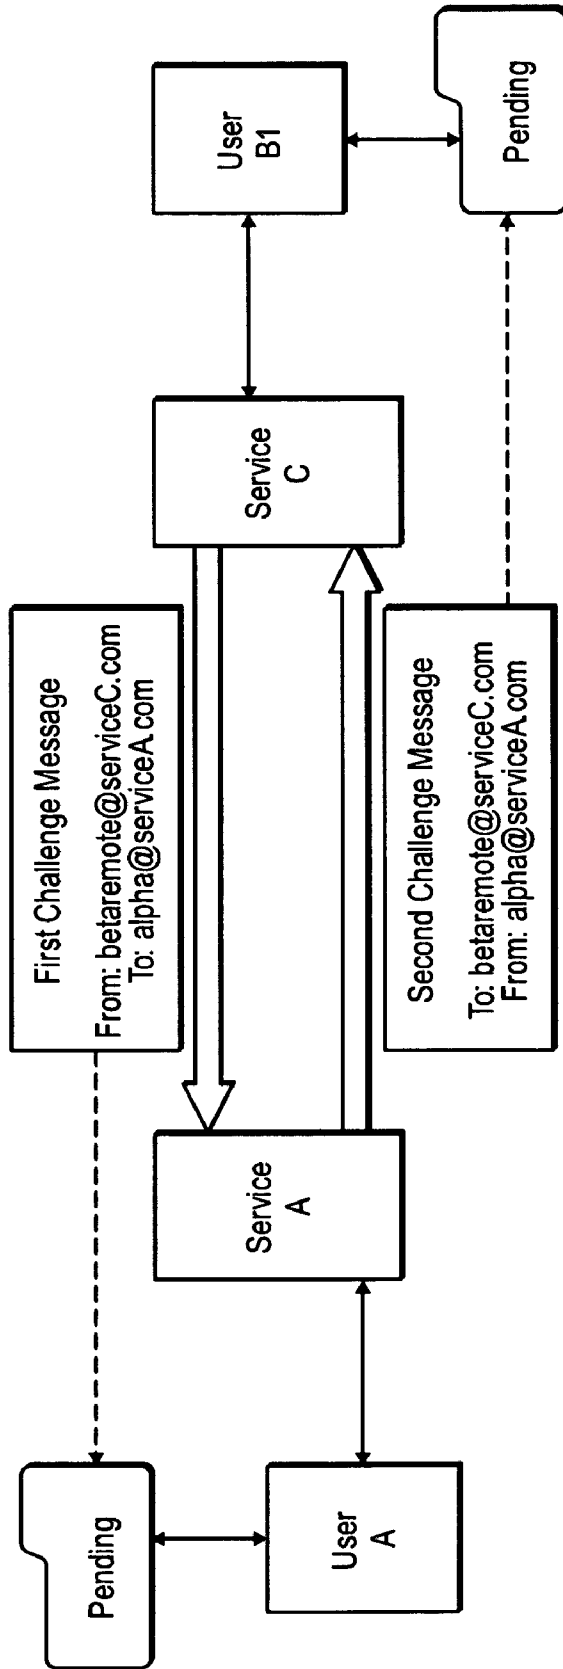 Pending
User
A
Service
A
First Challenge Message
From: betaremote@serviceC.com
To: alpha@serviceA.com
Second Challenge Message
To: betaremote@serviceC.com
From: alpha@serviceA.com
Service
C
User
B1
Pending